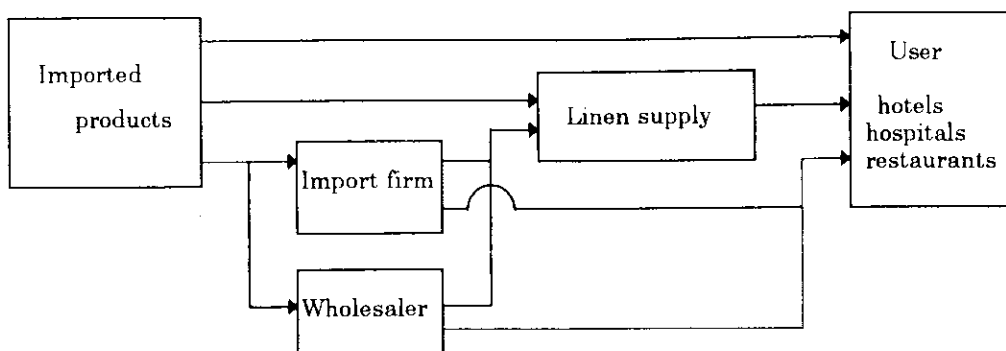 Imported
products
Import firm
Wholesaler
Linen supply
User
hotels
hospitals
restaurants